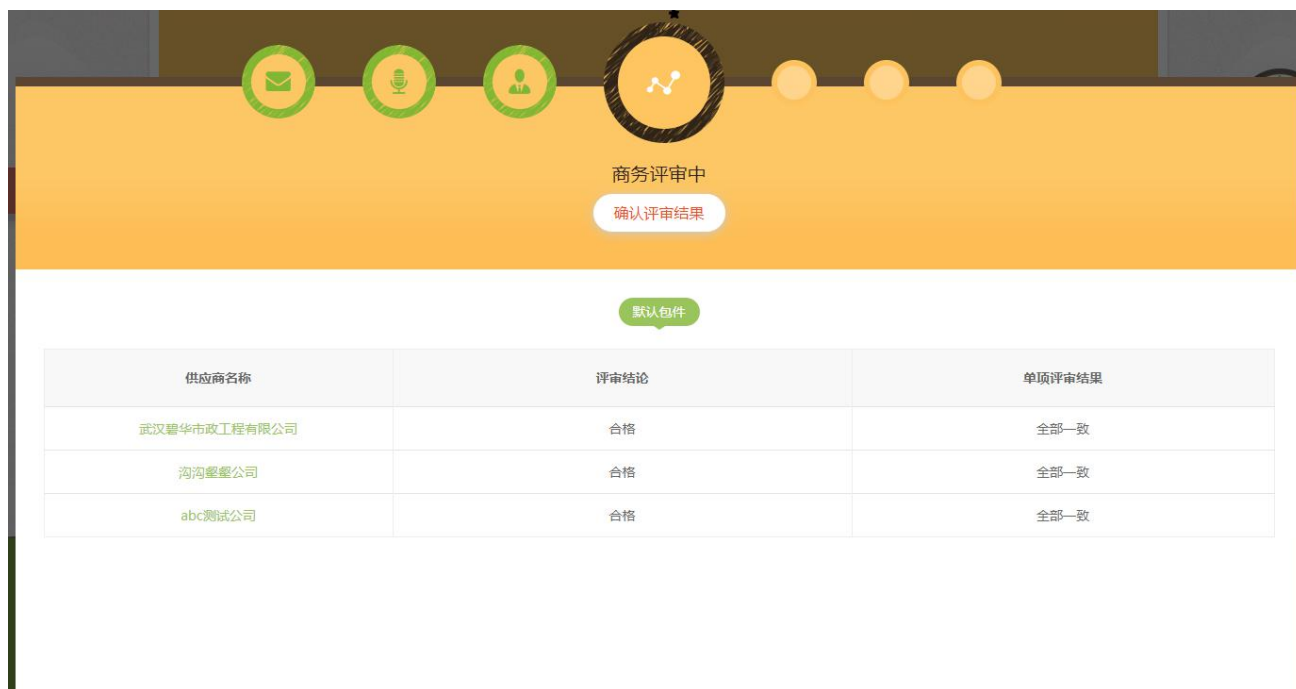 商务评审中
确认评审结果
默认包件
供应商名称 评审结论 单项评审结果
武汉碧华市政工程有限公司 合格 全部一致
沟沟壑壑公司 合格 全部一致
abc测试公司 合格 全部一致